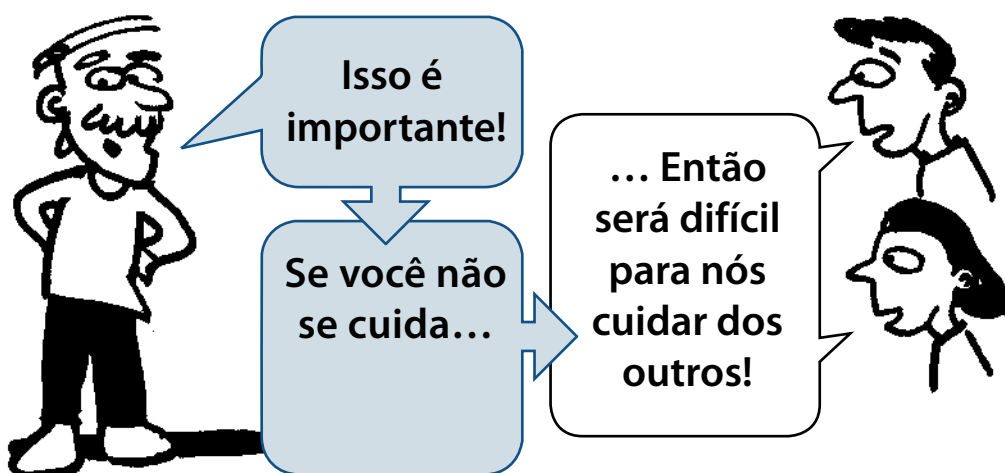 Isso é
importante!
Se você não
se cuida…
… Então
será difícil
para nós
cuidar dos
outros!